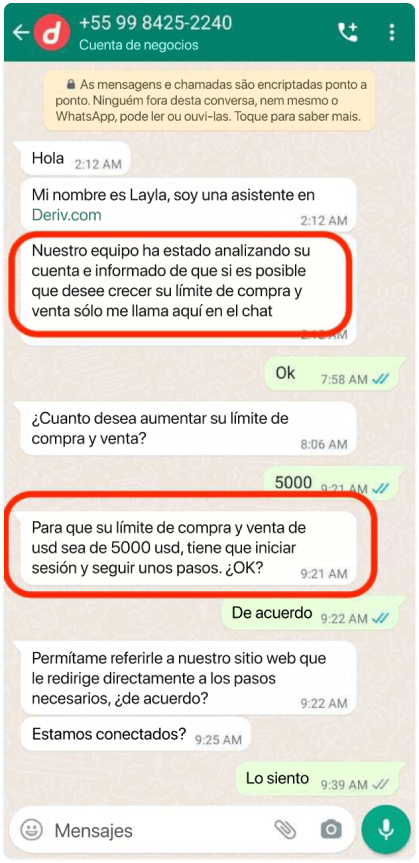 +55 99 8425-2240
Cuenta de negocios
As mensagens e chamadas são encriptadas ponto a
ponto. Ninguém fora desta conversa, nem mesmo o
WhatsApp, pode ler ou ouvi-las. Toque para saber mais.
Hola 2:12 AM
Mi nombre es Layla, soy una asistente en
Deriv.com
2:12 AM
Nuestro equipo ha estado analizando su
cuenta e informado de que si es posible
que desee crecer su límite de compra y
venta sólo me llama aquí en el chat
2:12 AM
Ok 7:58 AM
¿Cuanto desea aumentar su límite de
compra y venta?
8:06 AM
5000 9:21 AM
Para que su límite de compra y venta de
usd sea de 5000 usd, tiene que iniciar
sesión y seguir unos pasos. ¿OK?
9:21 AM
De acuerdo 9:22 AM
Permítame referirle a nuestro sitio web que
le redirige directamente a los pasos
necesarios, ¿de acuerdo?
9:22 AM
Estamos conectados? 9:25 AM
Lo siento 9:39 AM
Mensajes